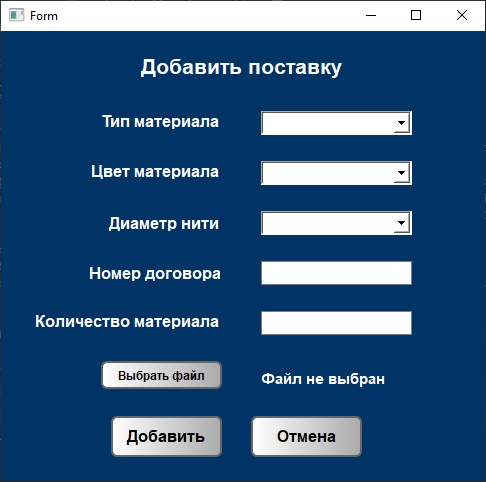 Form
Добавить поставку
Тип материала
Цвет материала
Диаметр нити
Номер договора
Количество материала
Выбрать файл Файл не выбран
Добавить Отмена